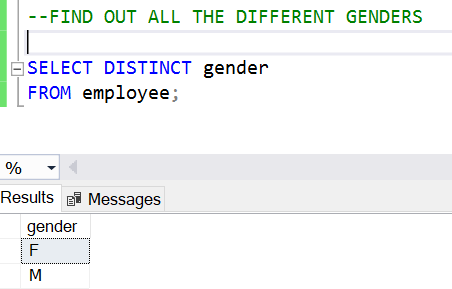 --FIND OUT ALL THE DIFFERENT GENDERS
SELECT DISTINCT gender
FROM employee;
%
Results Messages
gender
F
M